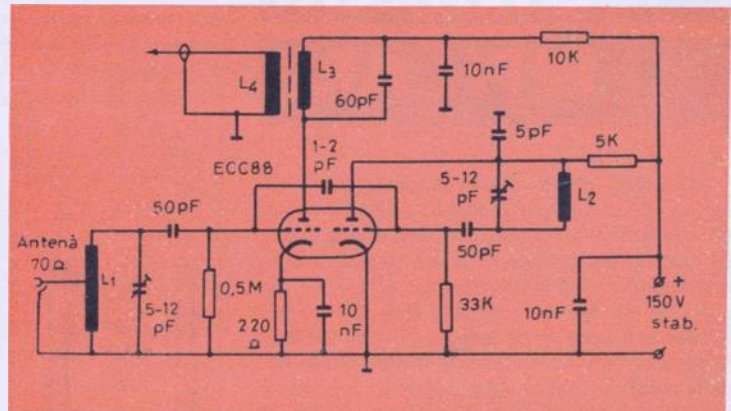 L4
L3
60pF
10nF
10K
5pF
5K
1-2
pF
ECC88
5-12
pF
L2
50pF
50pF
Antenă
70Ω
L1
5-12
pF
0,5M
220
Ω
10
nF
33K
10nF
+
150V
stab.